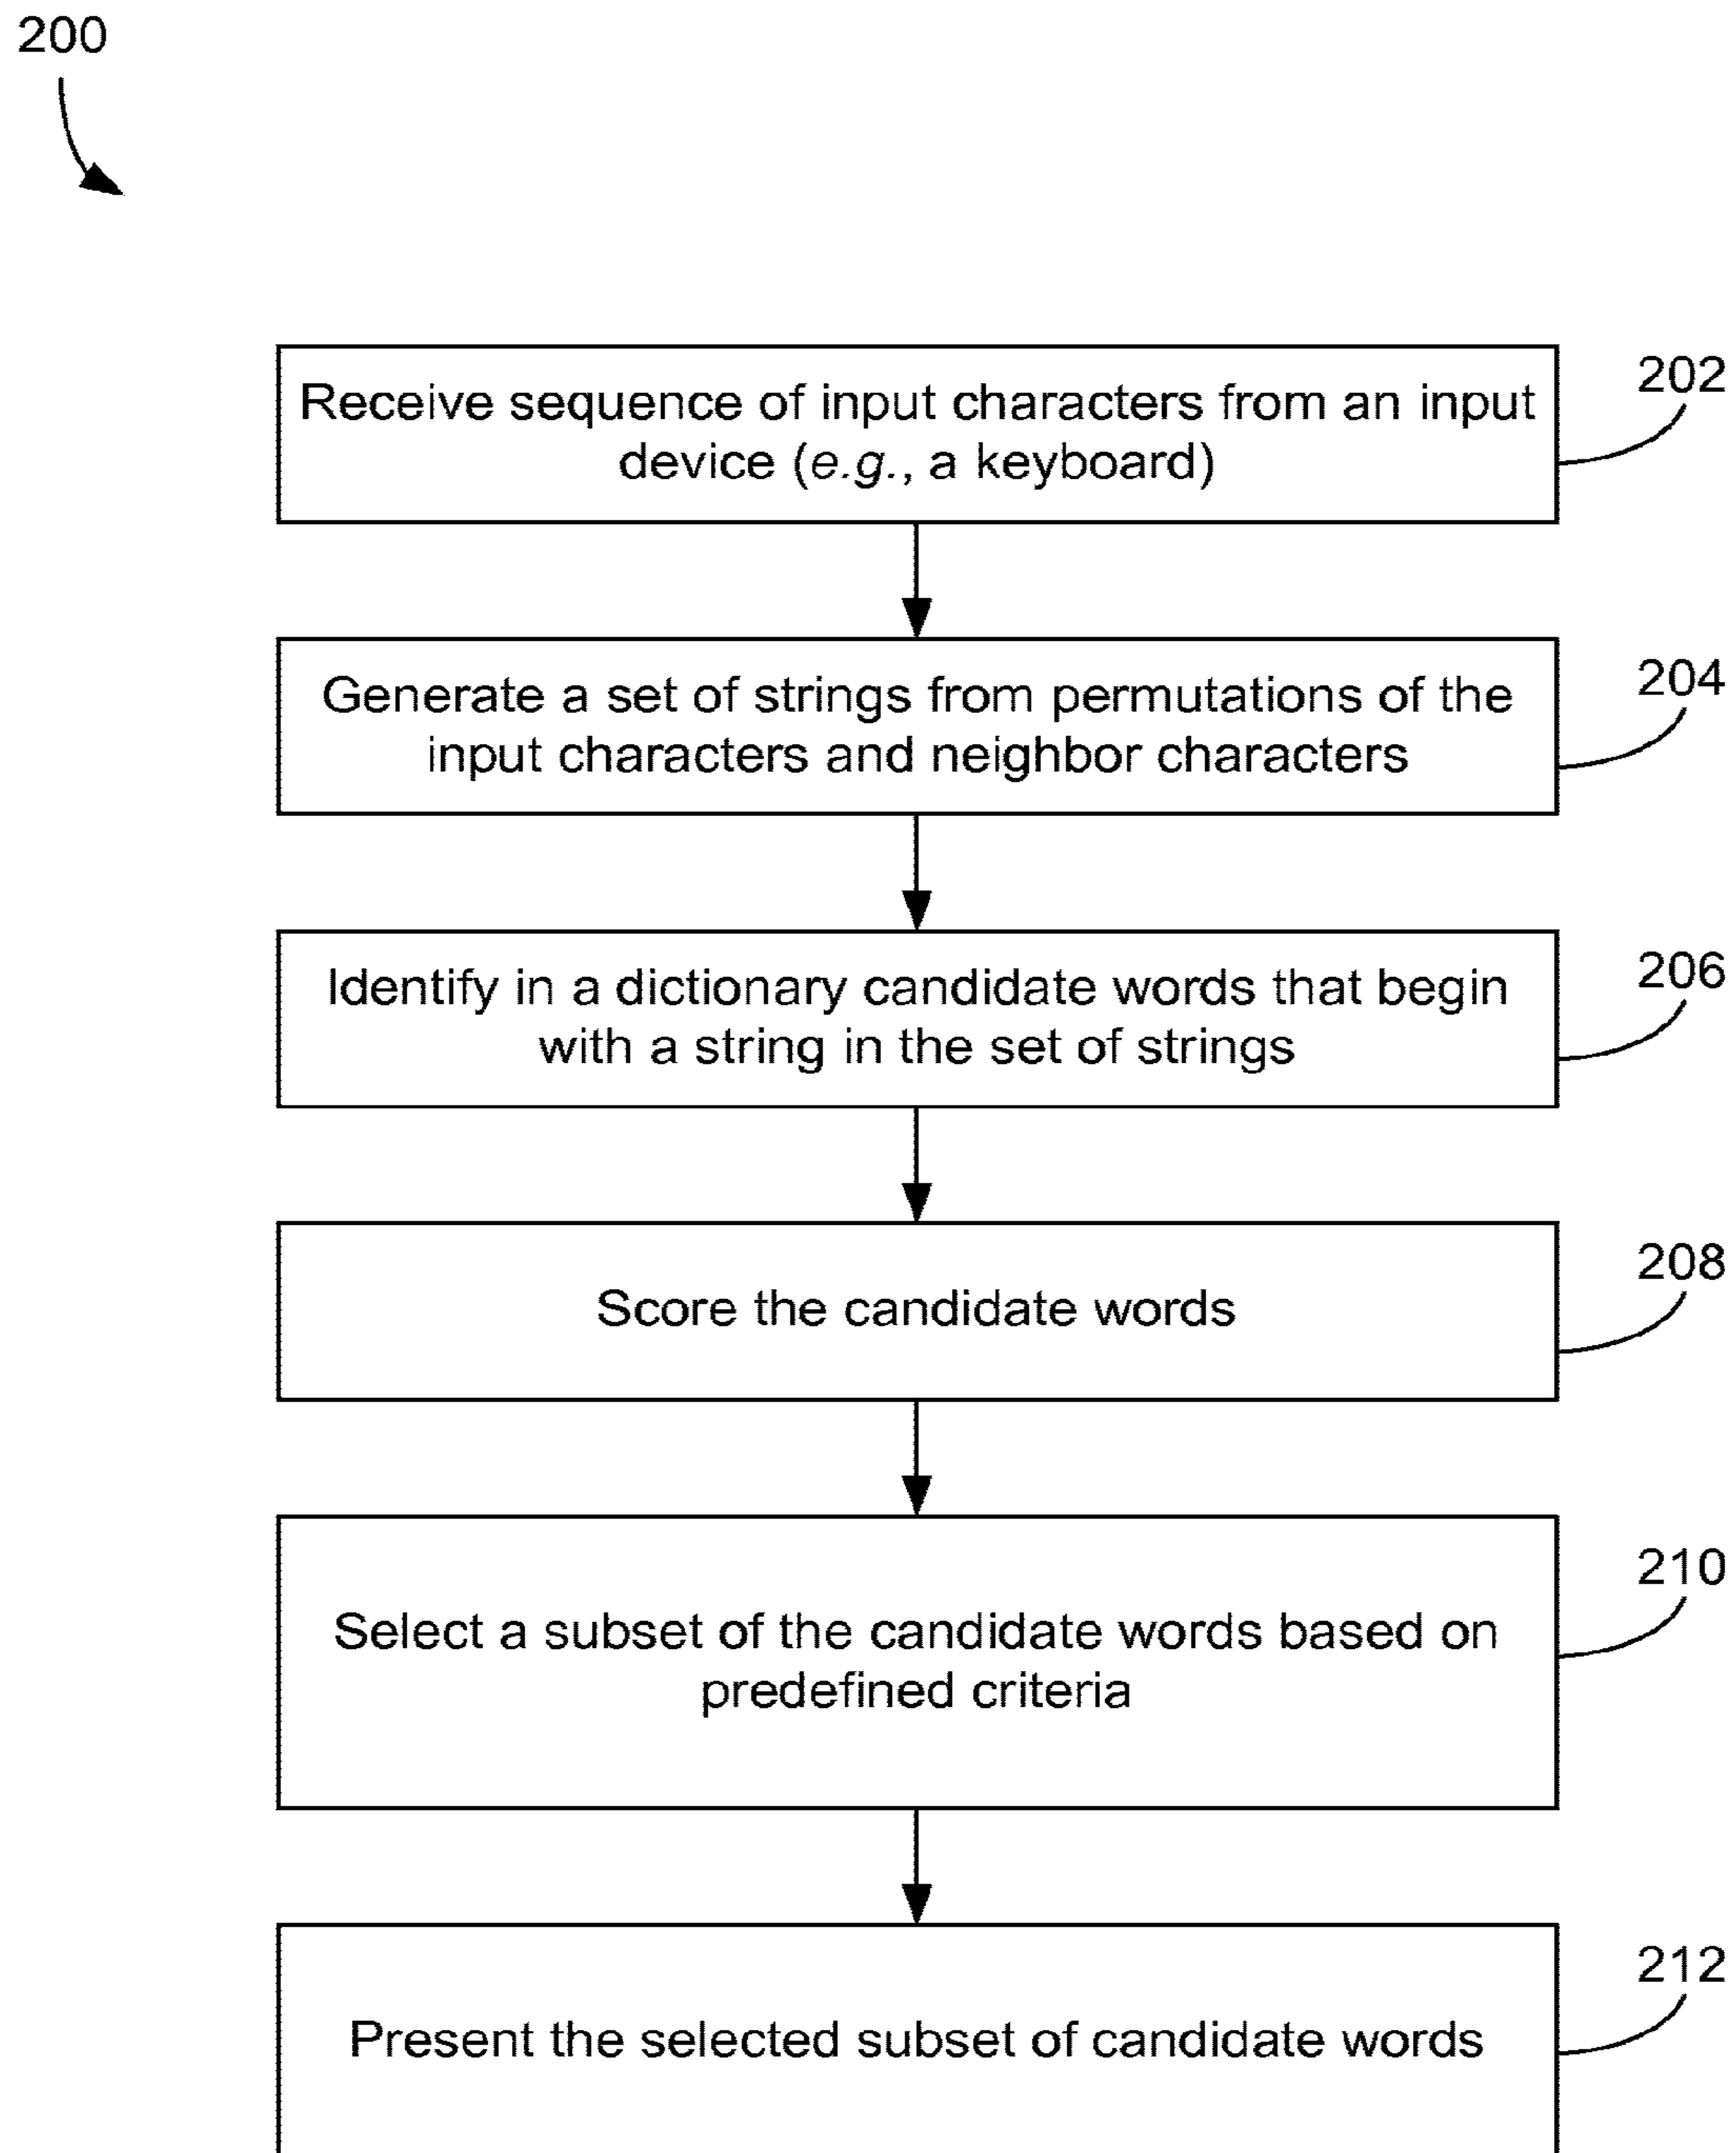 200
Receive sequence of input characters from an input
device (e.g., a keyboard)
202
Generate a set of strings from permutations of the
input characters and neighbor characters
204
Identify in a dictionary candidate words that begin
with a string in the set of strings
206
Score the candidate words
208
Select a subset of the candidate words based on
predefined criteria
210
Present the selected subset of candidate words
212